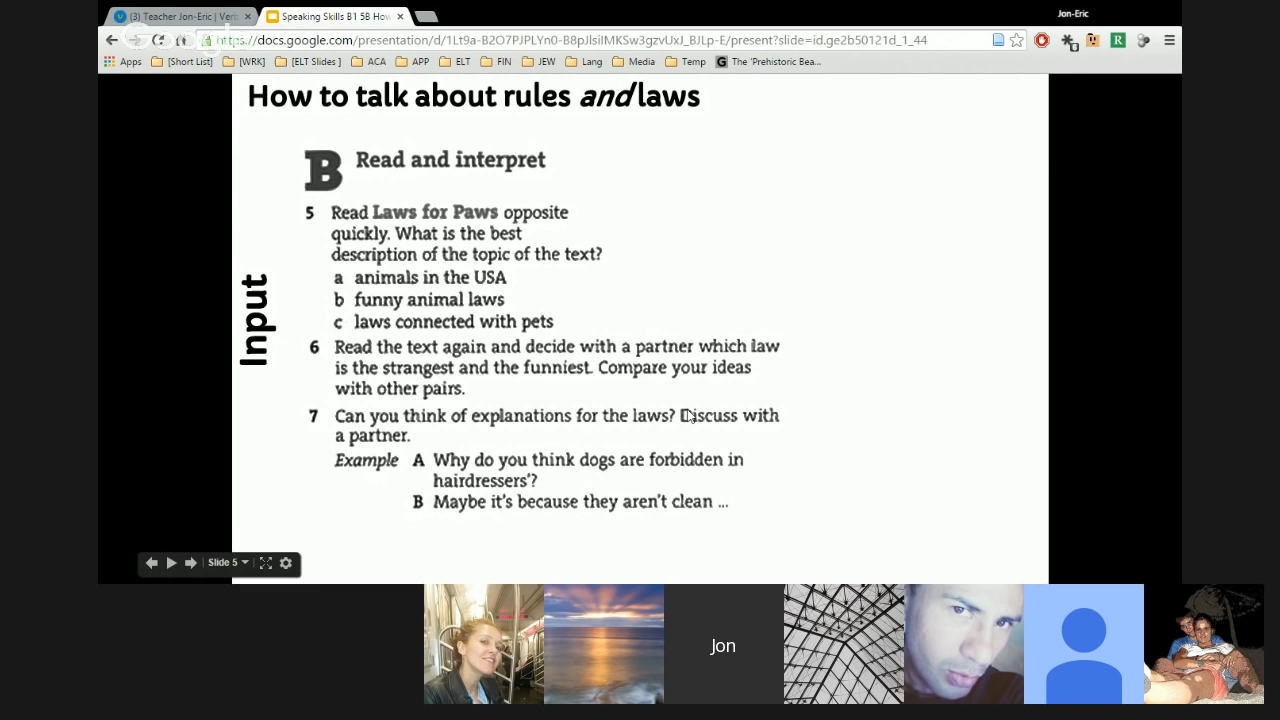 Jon-Eric
(3) Teacher Jon-Eric | Verb
Speaking Skills B1 5B How
Google
https://docs.google.com/presentation/d/1Lt9a-B2O7PJPLYn0-B8pJlsiIMKSw3gzvUxJ_BJLp-E/present?slide=id.ge2b50121d_1_44
Apps [Short List] [WRK] [ELT Slides ] ACA APP ELT FIN JEW Lang Media Temp The 'Prehistoric Bea...
How to talk about rules and laws
B Read and interpret
5 Read Laws for Paws opposite
quickly. What is the best
description of the topic of the text?
a animals in the USA
b funny animal laws
c laws connected with pets
6 Read the text again and decide with a partner which law
is the strangest and the funniest. Compare your ideas
with other pairs.
7 Can you think of explanations for the laws? Discuss with
a partner.
Example A Why do you think dogs are forbidden in
hairdressers'?
B Maybe it's because they aren't clean ...
Input
Slide 5
Jon